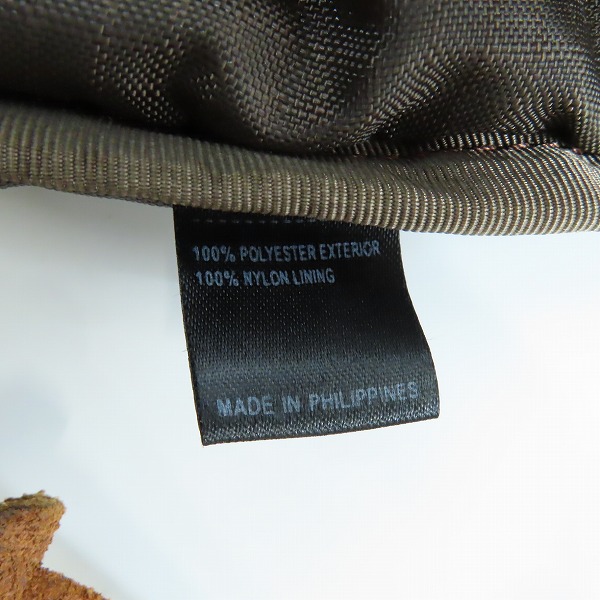 100% POLYESTER EXTERIOR
100% NYLON LINING
MADE IN PHILIPPINES